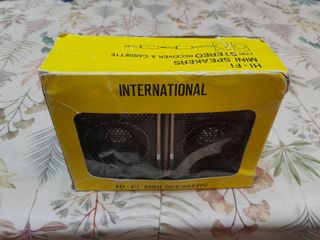 HI-FI
MINI SPEAKERS
FOR STEREO RECEIVER & CASSETTE
INTERNATIONAL
HI-FI MINI SPEAKERS